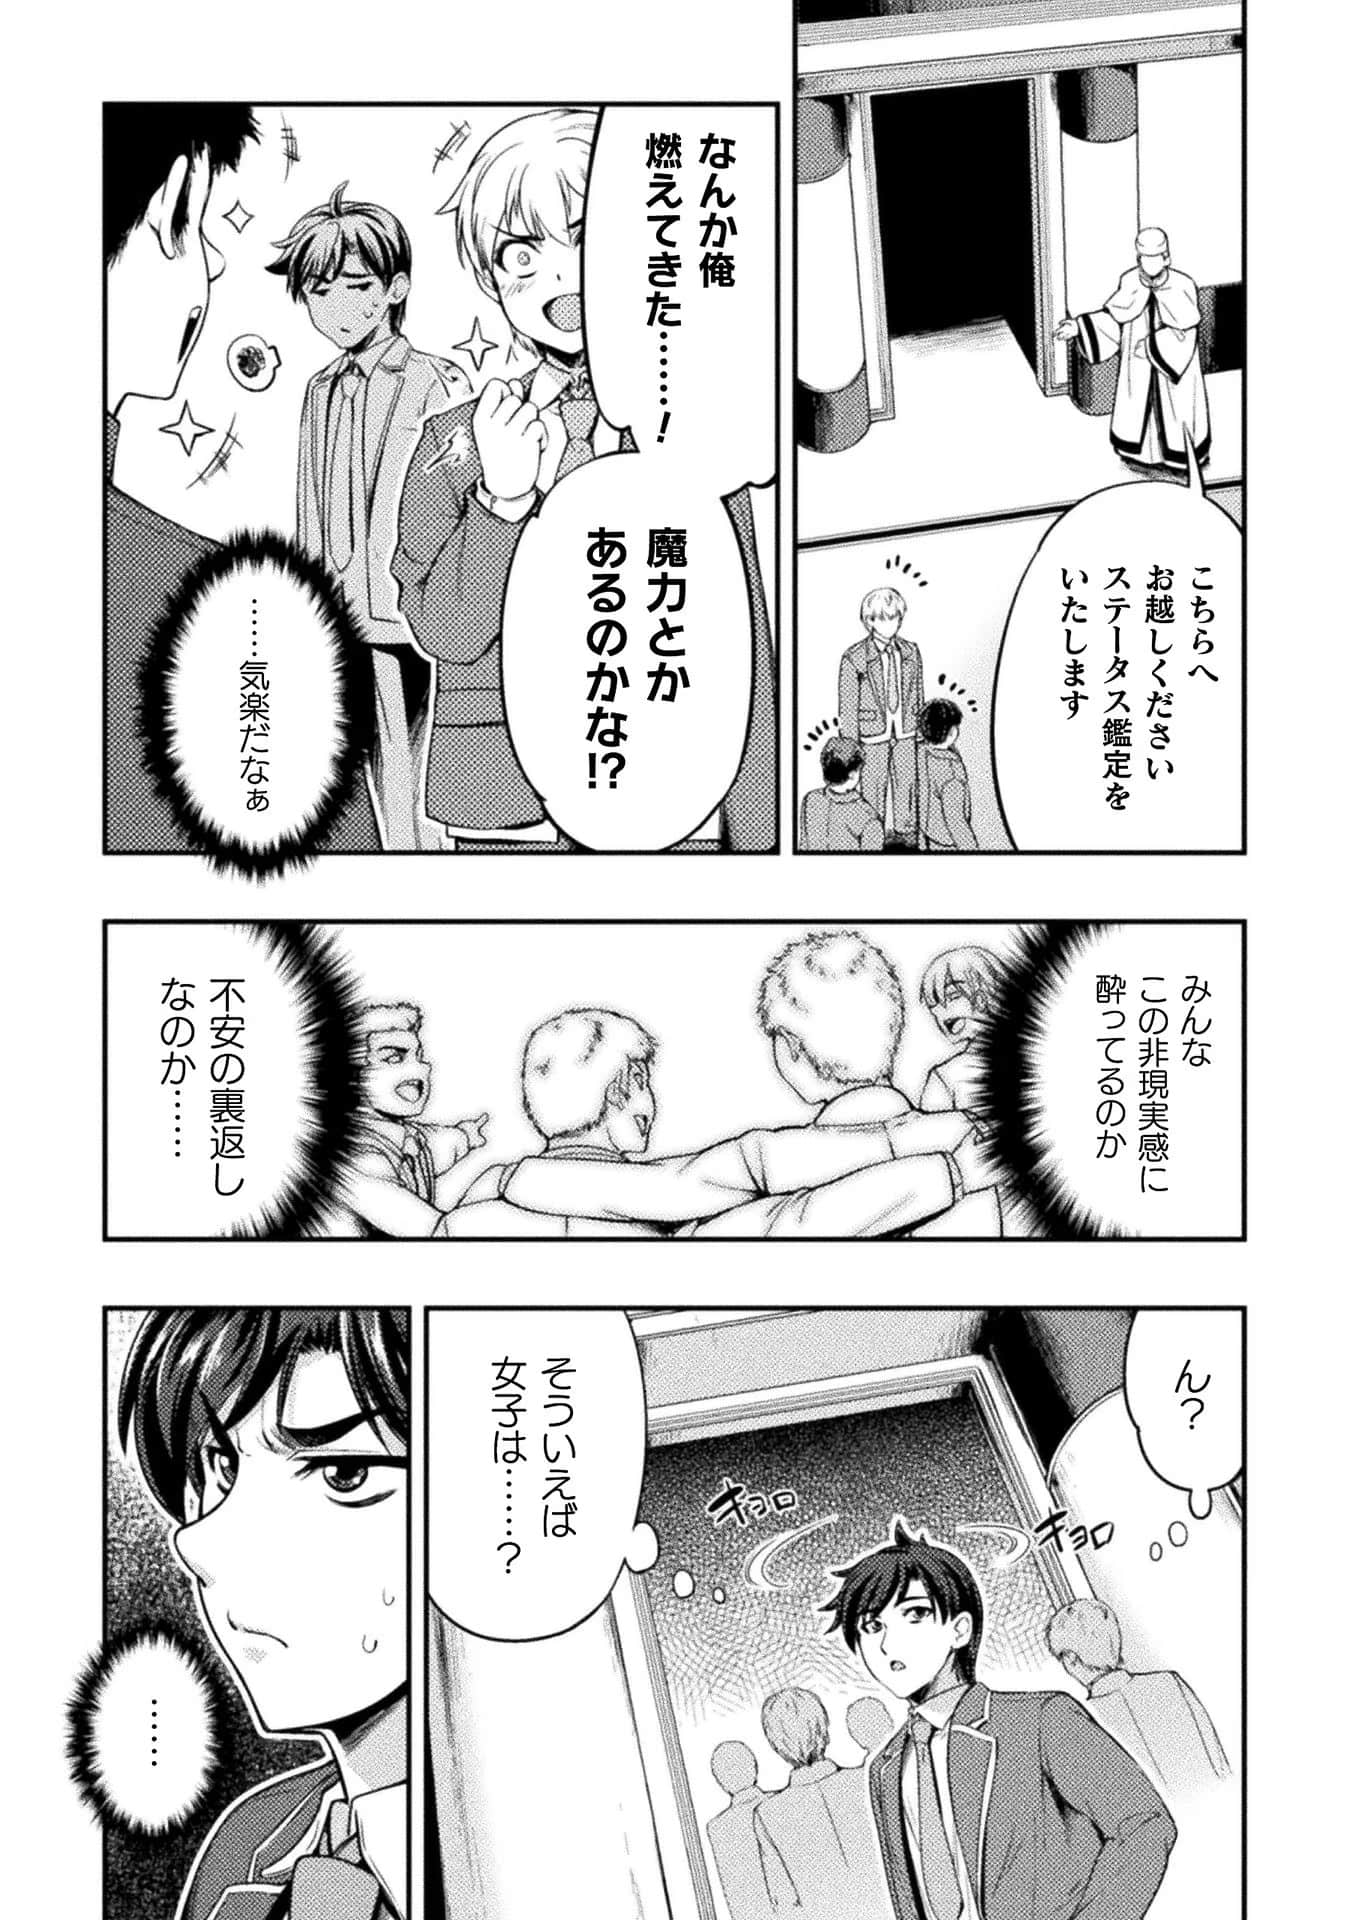 こちらへ
お越しください
ステータス鑑定を
いたします
なんか俺
燃えてきた……！
魔力とか
あるのかな!?
……気楽だなぁ
みんな
この非現実感に
酔ってるのか
不安の裏返し
なのか……
ん？
キョロ
キョロ
そういえば
女子は……？
……